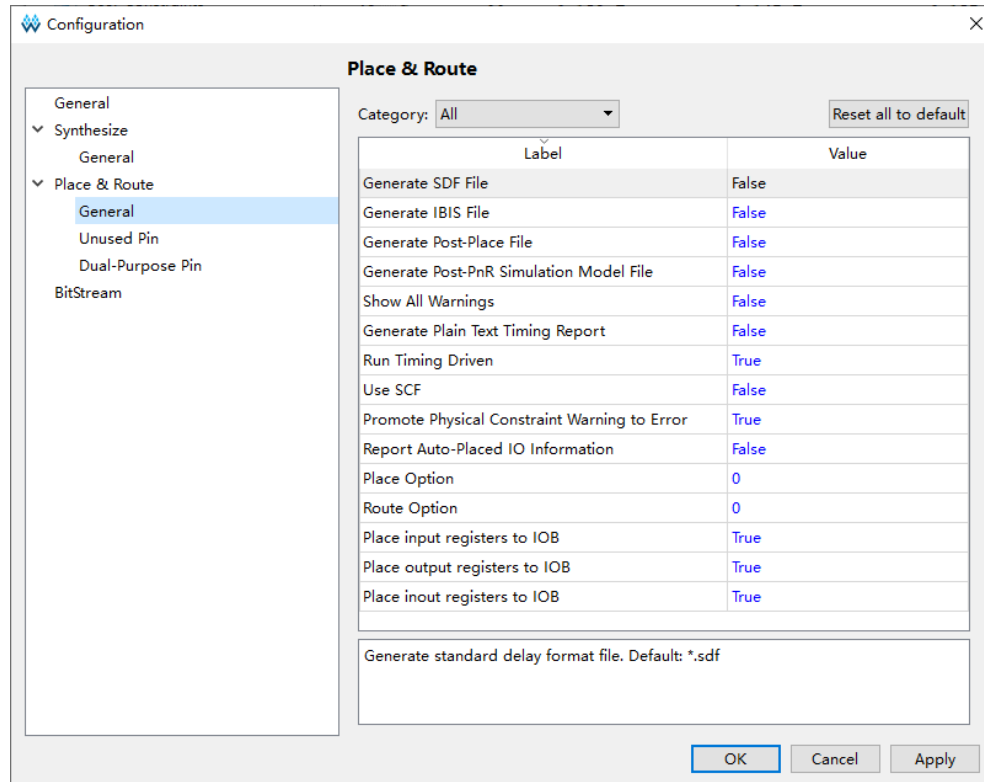 Configuration
Place & Route
General
Synthesize
General
Place & Route
General
Unused Pin
Dual-Purpose Pin
BitStream
Category: All
Reset all to default
Label Value
Generate SDF File False
Generate IBIS File False
Generate Post-Place File False
Generate Post-PnR Simulation Model File False
Show All Warnings False
Generate Plain Text Timing Report False
Run Timing Driven True
Use SCF False
Promote Physical Constraint Warning to Error True
Report Auto-Placed IO Information False
Place Option 0
Route Option 0
Place input registers to IOB True
Place output registers to IOB True
Place inout registers to IOB True
Generate standard delay format file. Default: *.sdf
OK Cancel Apply